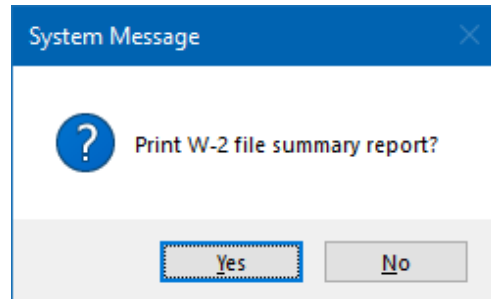 System Message
?
Print W-2 file summary report?
Yes
No